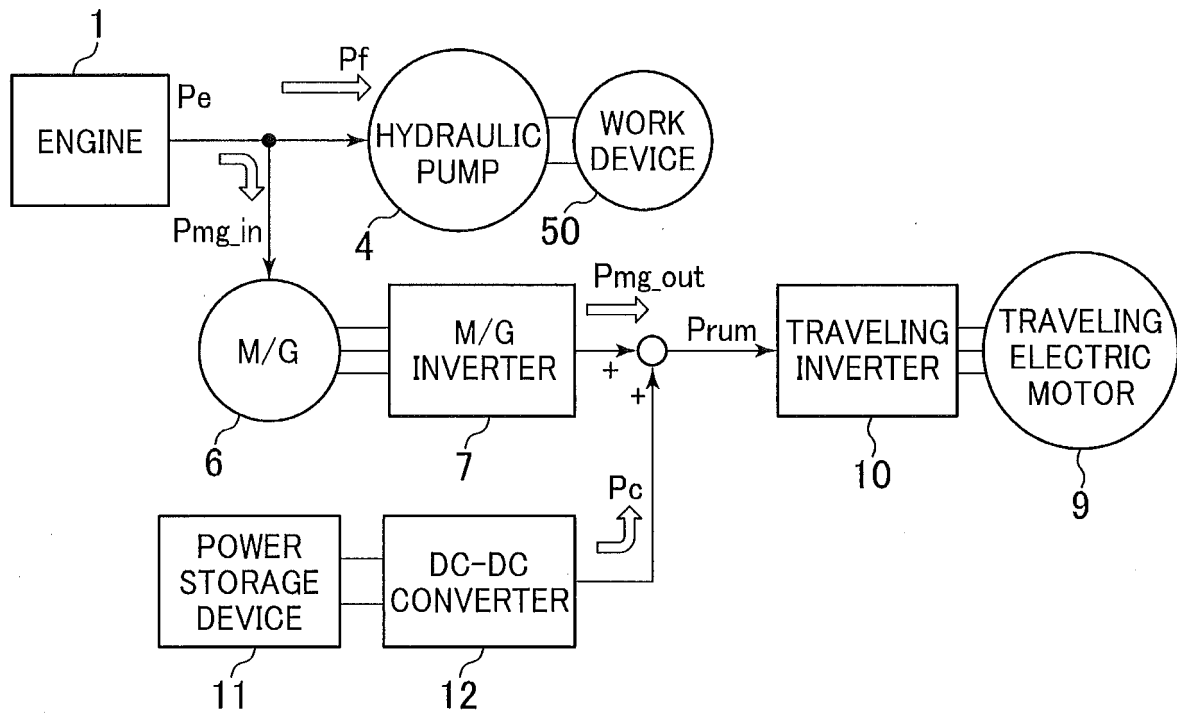 1
Pe
Pf
ENGINE
HYDRAULIC
PUMP
WORK
DEVICE
Pmg_in
4
50
M/G
M/G
INVERTER
Pmg_out
+
+
Prum
TRAVELING
INVERTER
TRAVELING
ELECTRIC
MOTOR
6
7
10
9
Pc
POWER
STORAGE
DEVICE
DC-DC
CONVERTER
11
12